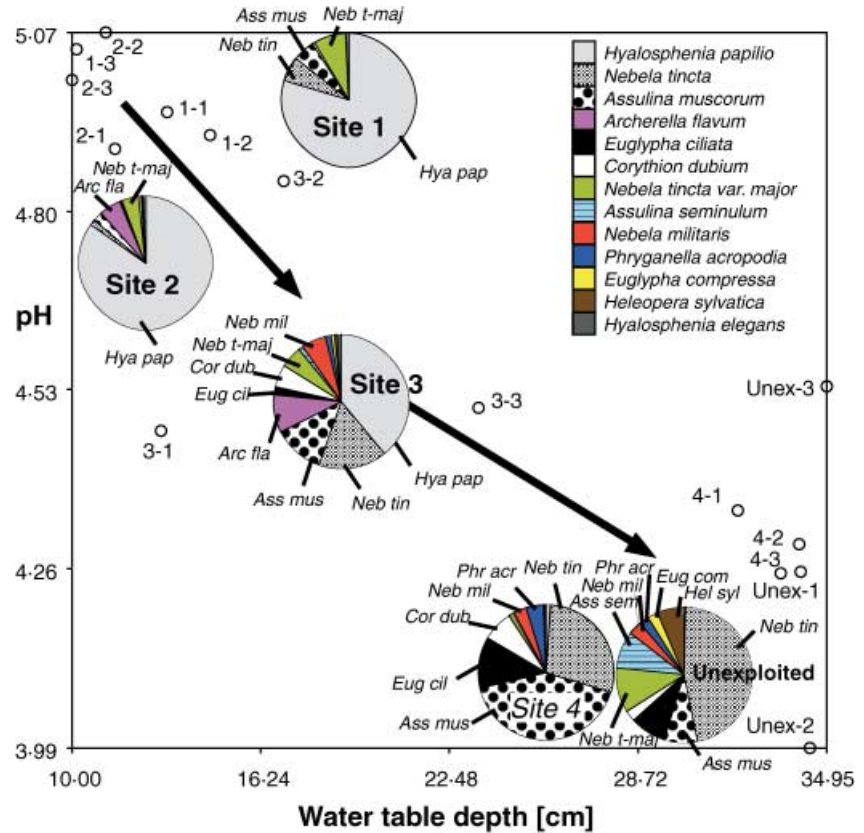 5·07
2-2
1-3
2-3
1-1
1-2
2-1
3-2
Ass mus
Neb t-maj
Neb tin
Site 1
Hya pap
Hyalosphenia papilio
Nebela tincta
Assulina muscorum
Archerella flavum
Euglypha ciliata
Corythion dubium
Nebela tincta var. major
Assulina seminulum
Nebela militaris
Phryganella acropodia
Euglypha compressa
Heleopera sylvatica
Hyalosphenia elegans
4·80
Neb t-maj
Arc fla
Site 2
Hya pap
pH
Neb mil
Neb t-maj
Cor dub
Eug cil
Arc fla
Ass mus
Neb tin
Hya pap
Site 3
4·53
3-1
3-3
Unex-3
4-1
4-2
4-3
Unex-1
4·26
Phr acr
Neb tin
Neb mil
Cor dub
Eug cil
Ass mus
Site 4
Phr acr
Eug com
Neb mil
Hel syl
Ass sem
Neb tin
Unexploited
Neb t-maj
Ass mus
Unex-2
3·99
10·00
16·24
22·48
28·72
34·95
Water table depth [cm]